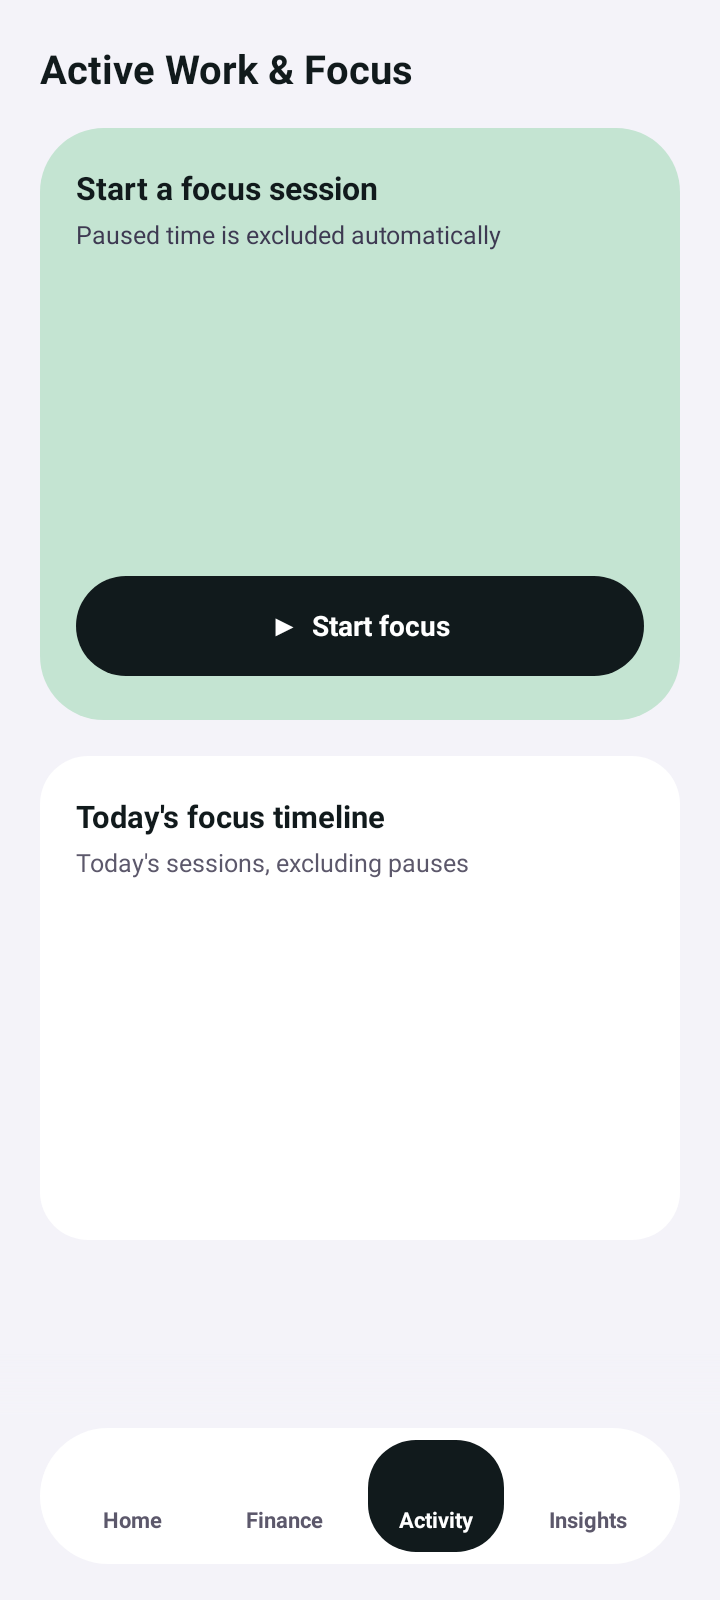 Active Work & Focus
Start a focus session
Paused time is excluded automatically
► Start focus
Today's focus timeline
Today's sessions, excluding pauses
Home
Finance
Activity
Insights